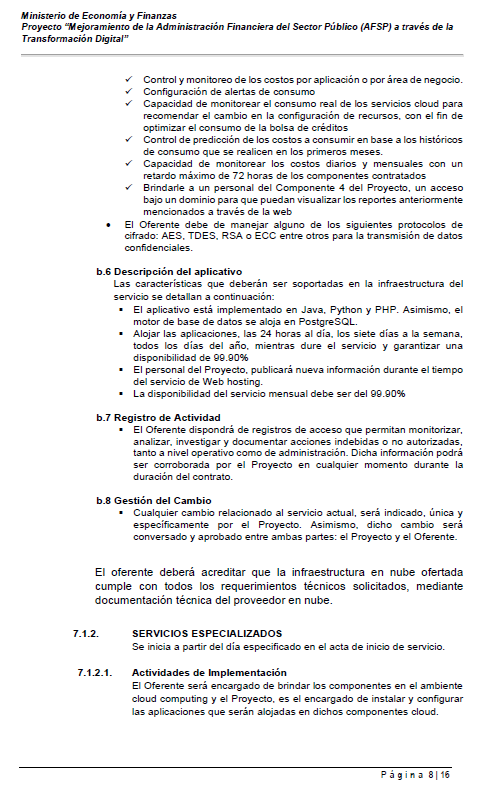 Ministerio de Economía y Finanzas
Proyecto "Mejoramiento de la Administración Financiera del Sector Público (AFSP) a través de la
Transformación Digital"
✓ Control y monitoreo de los costos por aplicación o por área de negocio.
✓ Configuración de alertas de consumo
✓ Capacidad de monitorear el consumo real de los servicios cloud para
recomendar el cambio en la configuración de recursos, con el fin de
optimizar el consumo de la bolsa de créditos
✓ Control de predicción de los costos a consumir en base a los históricos
de consumo que se realicen en los primeros meses.
✓ Capacidad de monitorear los costos diarios y mensuales con un
retardo máximo de 72 horas de los componentes contratados
✓ Brindarle a un personal del Componente 4 del Proyecto, un acceso
bajo un dominio para que puedan visualizar los reportes anteriormente
mencionados a través de la web
• El Oferente debe de manejar alguno de los siguientes protocolos de
cifrado: AES, TDES, RSA o ECC entre otros para la transmisión de datos
confidenciales.
b.6 Descripción del aplicativo
Las características que deberán ser soportadas en la infraestructura del
servicio se detallan a continuación:
▪ El aplicativo está implementado en Java, Python y PHP. Asimismo, el
motor de base de datos se aloja en PostgreSQL.
▪ Alojar las aplicaciones, las 24 horas al día, los siete días a la semana,
todos los días del año, mientras dure el servicio y garantizar una
disponibilidad de 99.90%
▪ El personal del Proyecto, publicará nueva información durante el tiempo
del servicio de Web hosting.
▪ La disponibilidad del servicio mensual debe ser del 99.90%
b.7 Registro de Actividad
▪ El Oferente dispondrá de registros de acceso que permitan monitorizar,
analizar, investigar y documentar acciones indebidas o no autorizadas,
tanto a nivel operativo como de administración. Dicha información podrá
ser corroborada por el Proyecto en cualquier momento durante la
duración del contrato.
b.8 Gestión del Cambio
▪ Cualquier cambio relacionado al servicio actual, será indicado, única y
específicamente por el Proyecto. Asimismo, dicho cambio será
conversado y aprobado entre ambas partes: el Proyecto y el Oferente.
El oferente deberá acreditar que la infraestructura en nube ofertada
cumple con todos los requerimientos técnicos solicitados, mediante
documentación técnica del proveedor en nube.
7.1.2. SERVICIOS ESPECIALIZADOS
Se inicia a partir del día especificado en el acta de inicio de servicio.
7.1.2.1. Actividades de Implementación
El Oferente será encargado de brindar los componentes en el ambiente
cloud computing y el Proyecto, es el encargado de instalar y configurar
las aplicaciones que serán alojadas en dichos componentes cloud.
Página 8|16